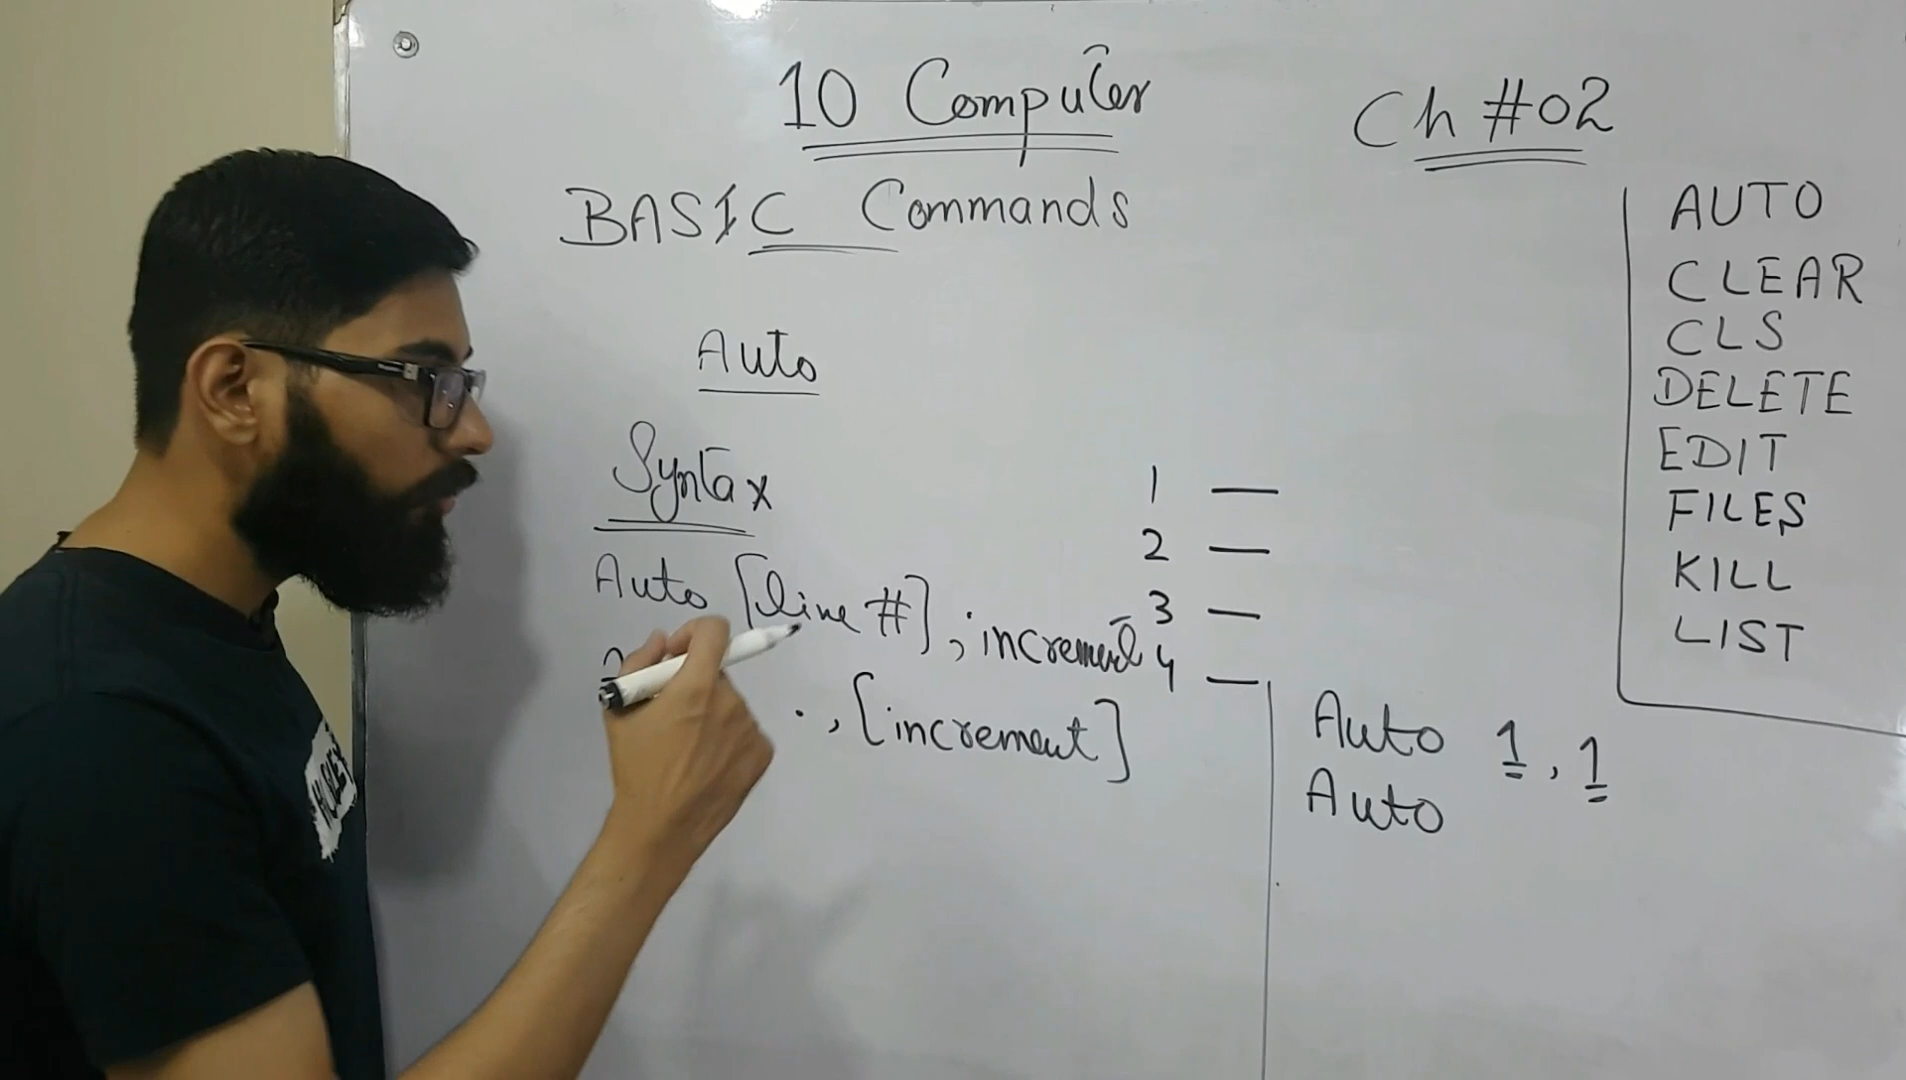 10 Computer
Ch #02
BASIC Commands
Auto
Syntax
Auto [line #], increment
., [increment]
1 —
2 —
3 —
4 —
Auto 1, 1
Auto
AUTO
CLEAR
CLS
DELETE
EDIT
FILES
KILL
LIST